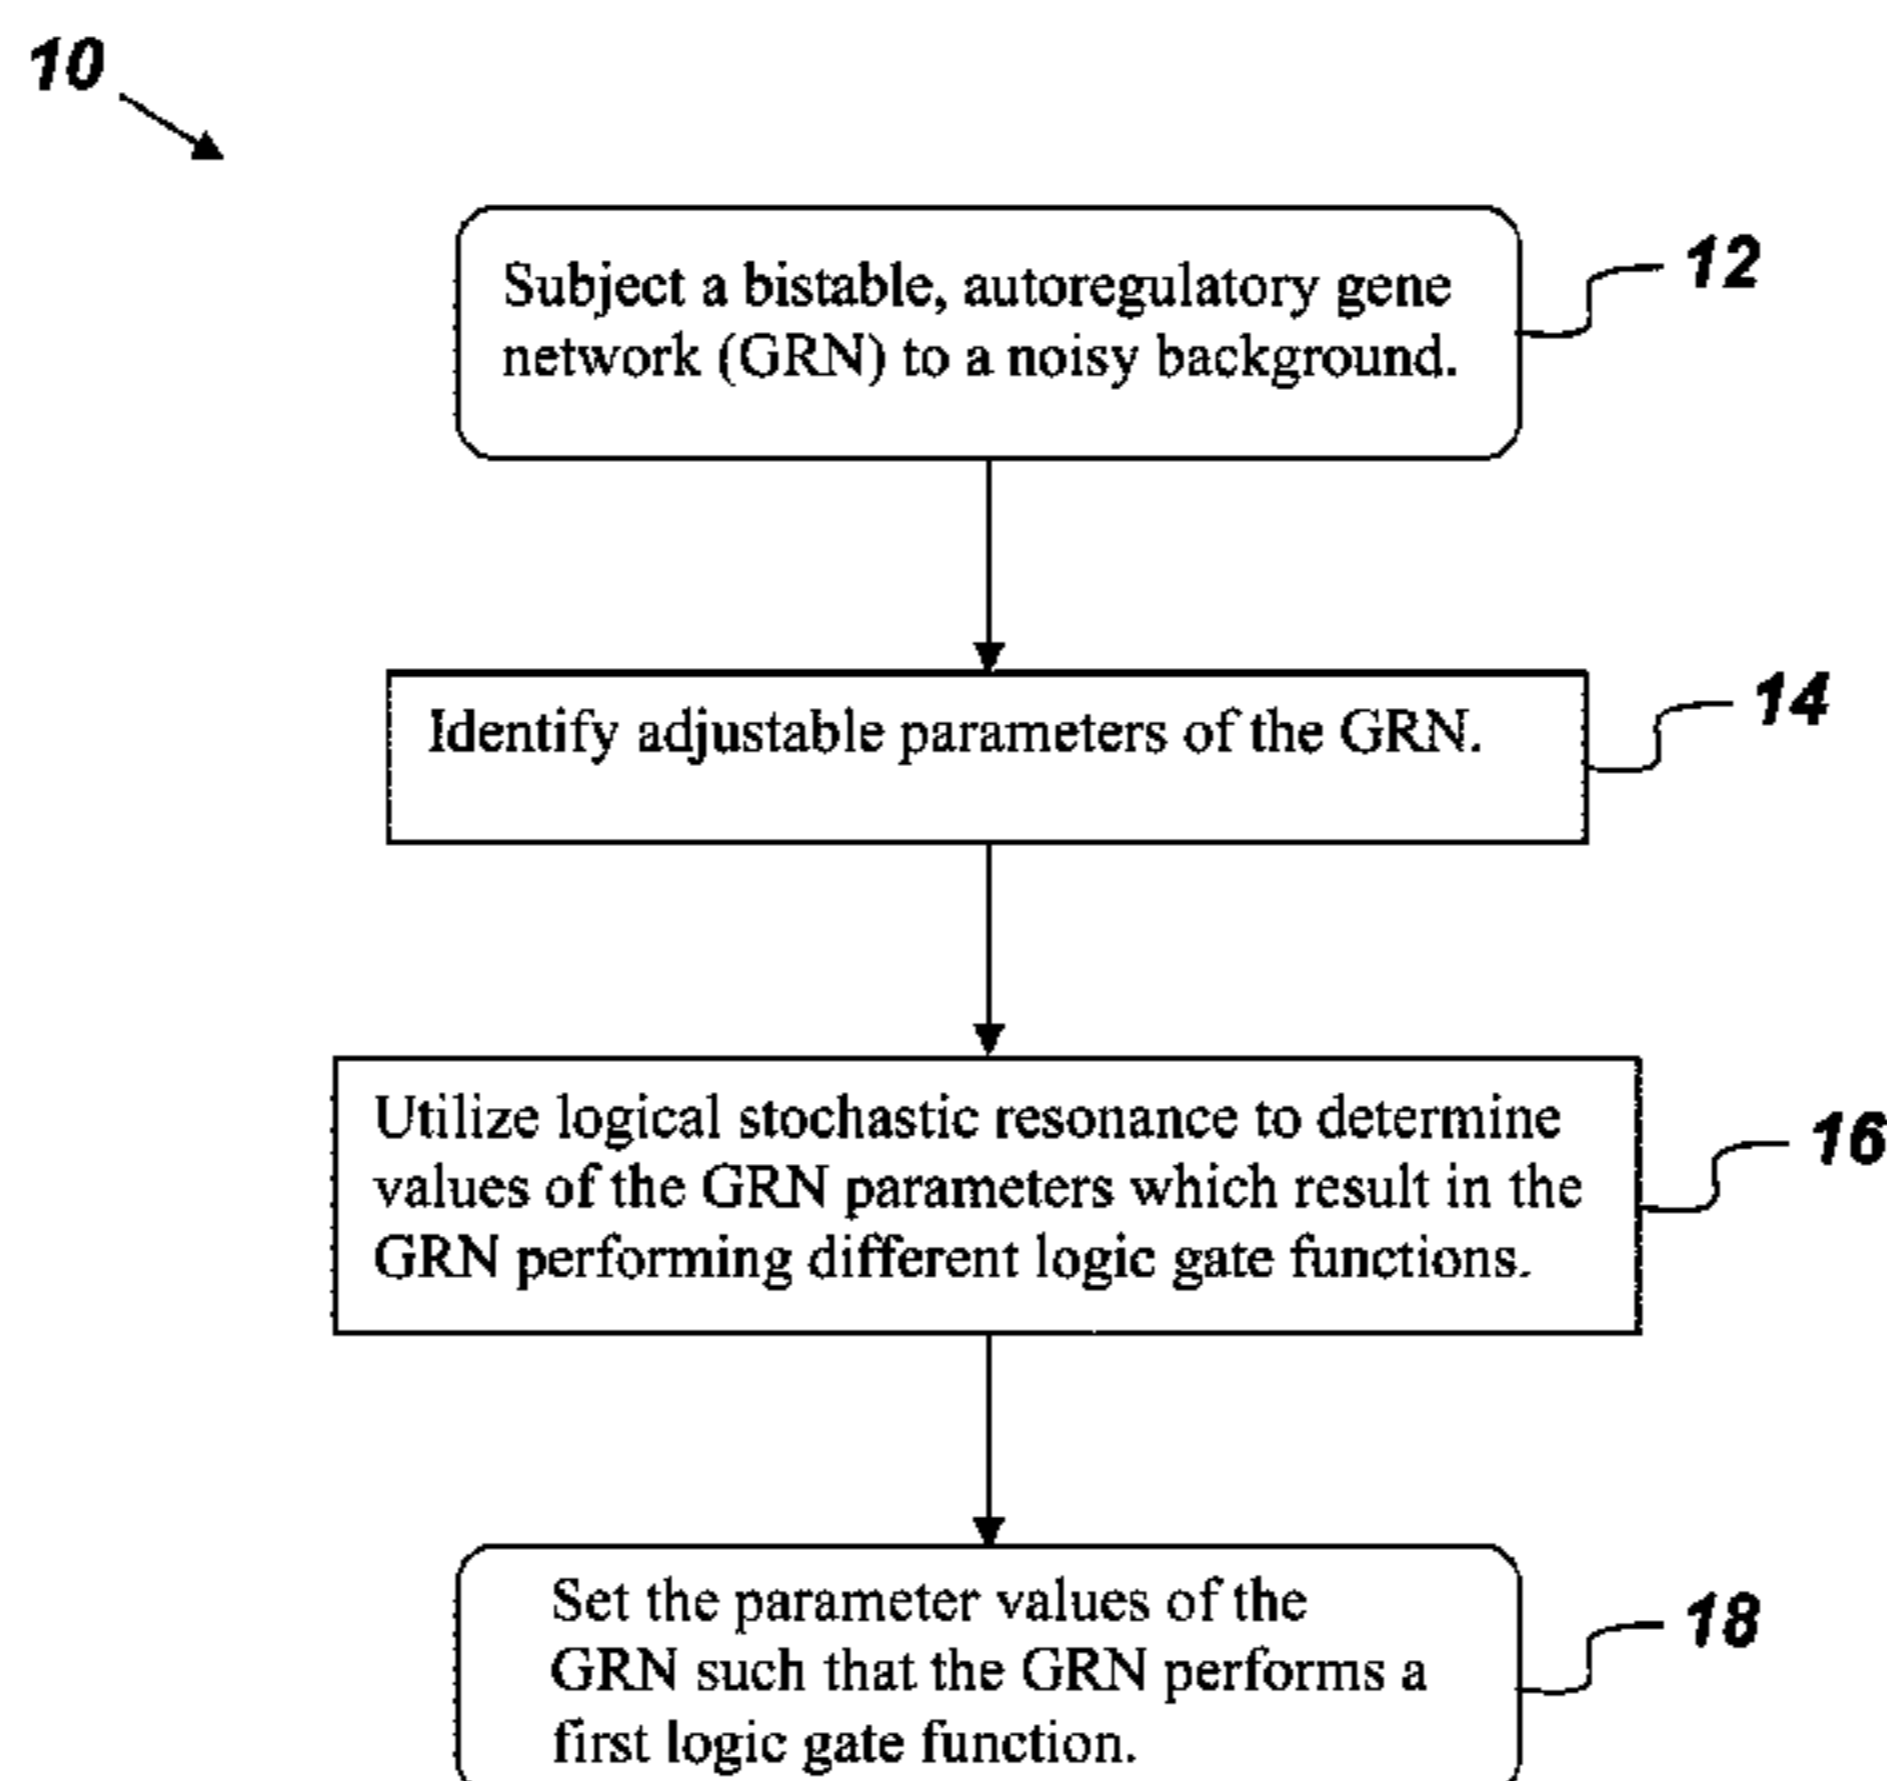 10
Subject a bistable, autoregulatory gene
network (GRN) to a noisy background.
12
Identify adjustable parameters of the GRN.
14
Utilize logical stochastic resonance to determine
values of the GRN parameters which result in the
GRN performing different logic gate functions.
16
Set the parameter values of the
GRN such that the GRN performs a
first logic gate function.
18